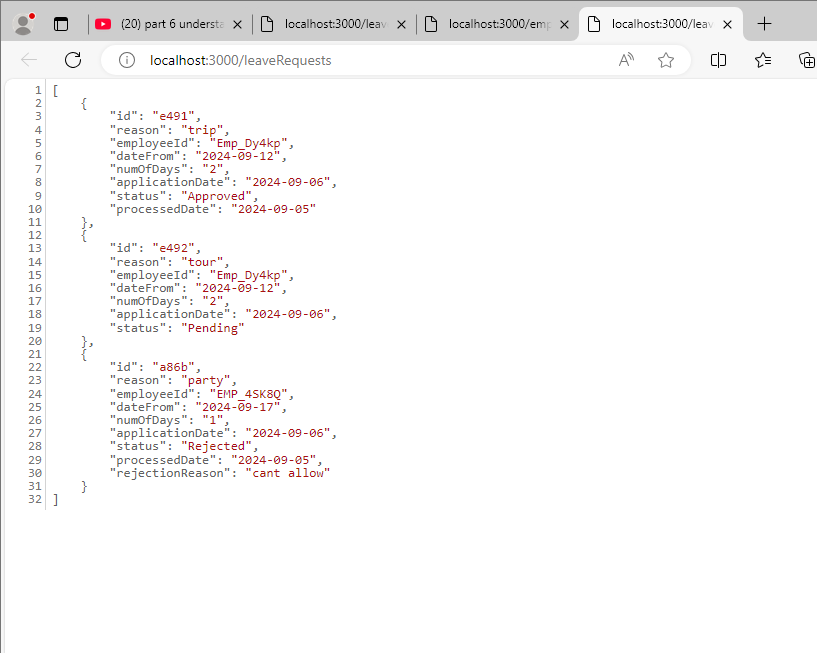 (20) part 6 understa
localhost:3000/leav
localhost:3000/emp
localhost:3000/leav
localhost:3000/leaveRequests
1 [
2 {
3 "id": "e491",
4 "reason": "trip",
5 "employeeId": "Emp_Dy4kp",
6 "dateFrom": "2024-09-12",
7 "numOfDays": "2",
8 "applicationDate": "2024-09-06",
9 "status": "Approved",
10 "processedDate": "2024-09-05"
11 },
12 {
13 "id": "e492",
14 "reason": "tour",
15 "employeeId": "Emp_Dy4kp",
16 "dateFrom": "2024-09-12",
17 "numOfDays": "2",
18 "applicationDate": "2024-09-06",
19 "status": "Pending"
20 },
21 {
22 "id": "a86b",
23 "reason": "party",
24 "employeeId": "EMP_4SK8Q",
25 "dateFrom": "2024-09-17",
26 "numOfDays": "1",
27 "applicationDate": "2024-09-06",
28 "status": "Rejected",
29 "processedDate": "2024-09-05",
30 "rejectionReason": "cant allow"
31 }
32 ]